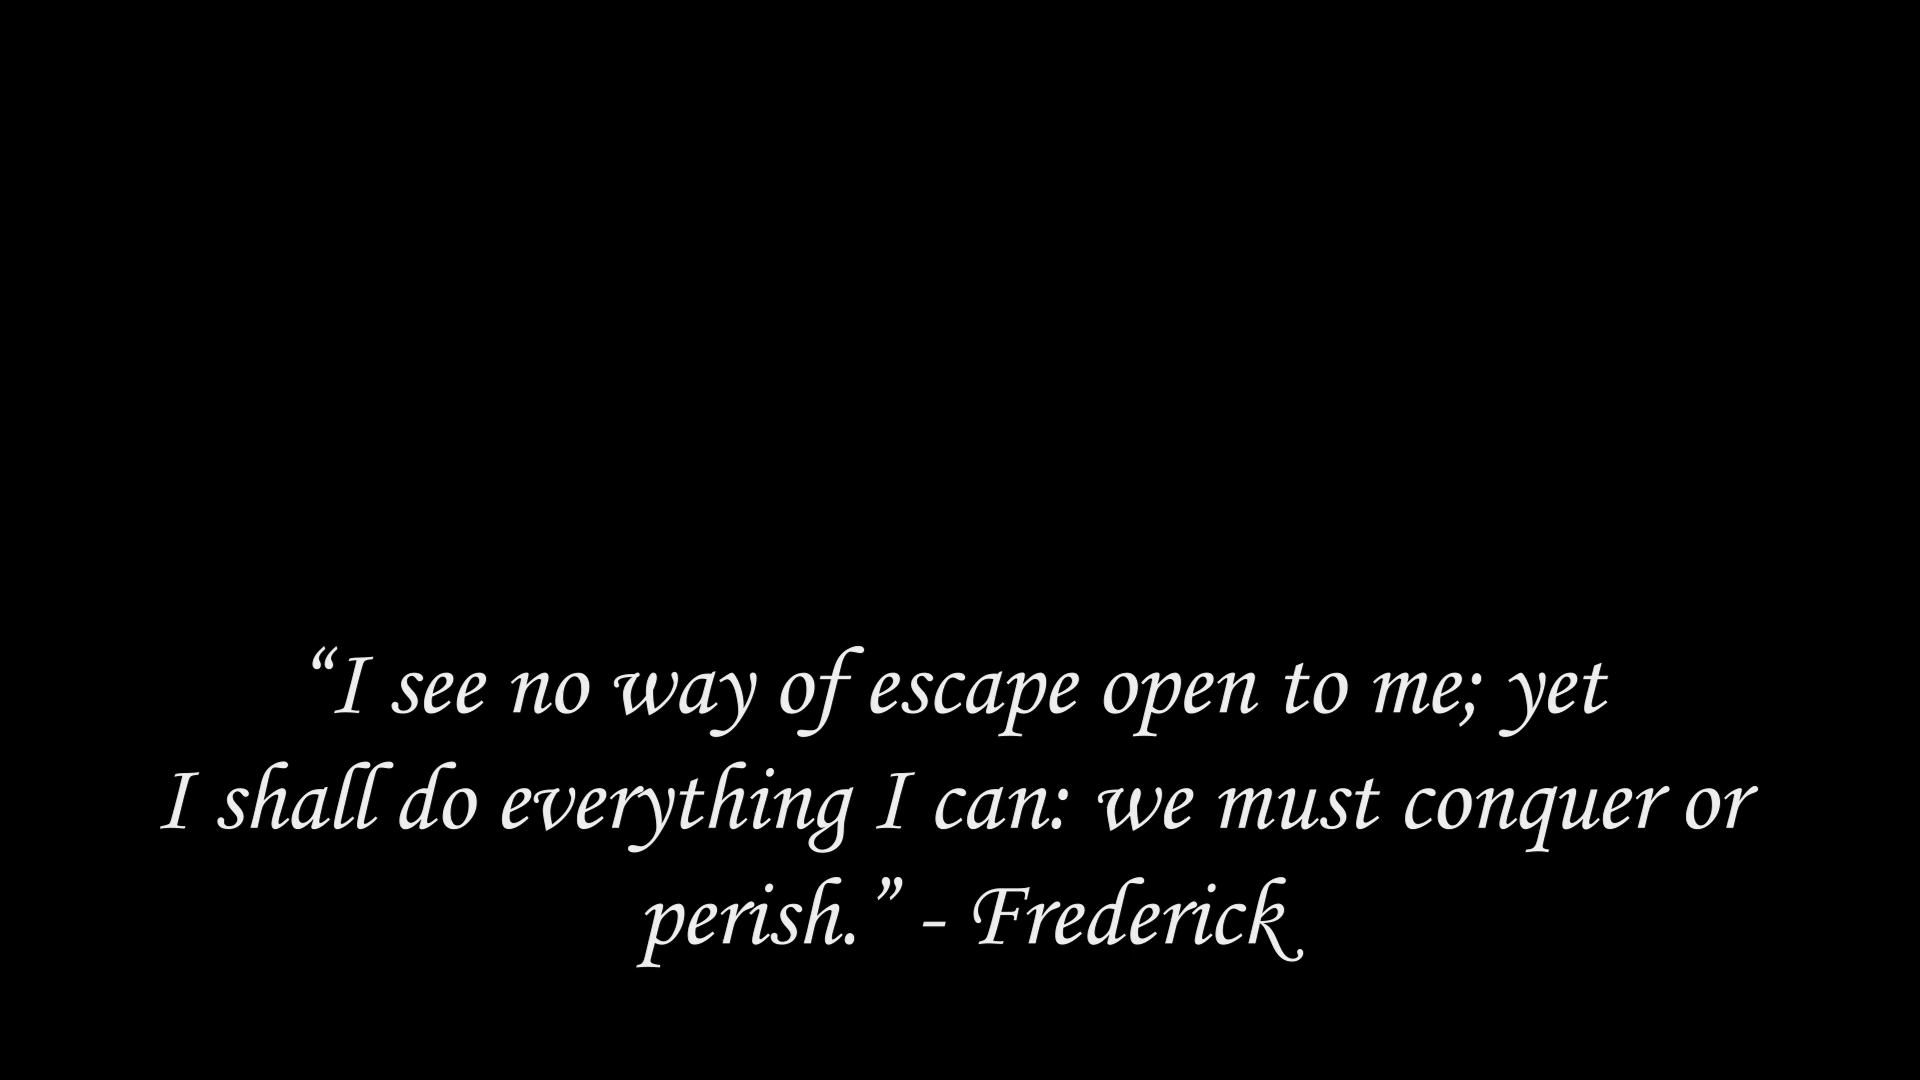 “I see no way of escape open to me; yet
I shall do everything I can: we must conquer or
perish.” - Frederick